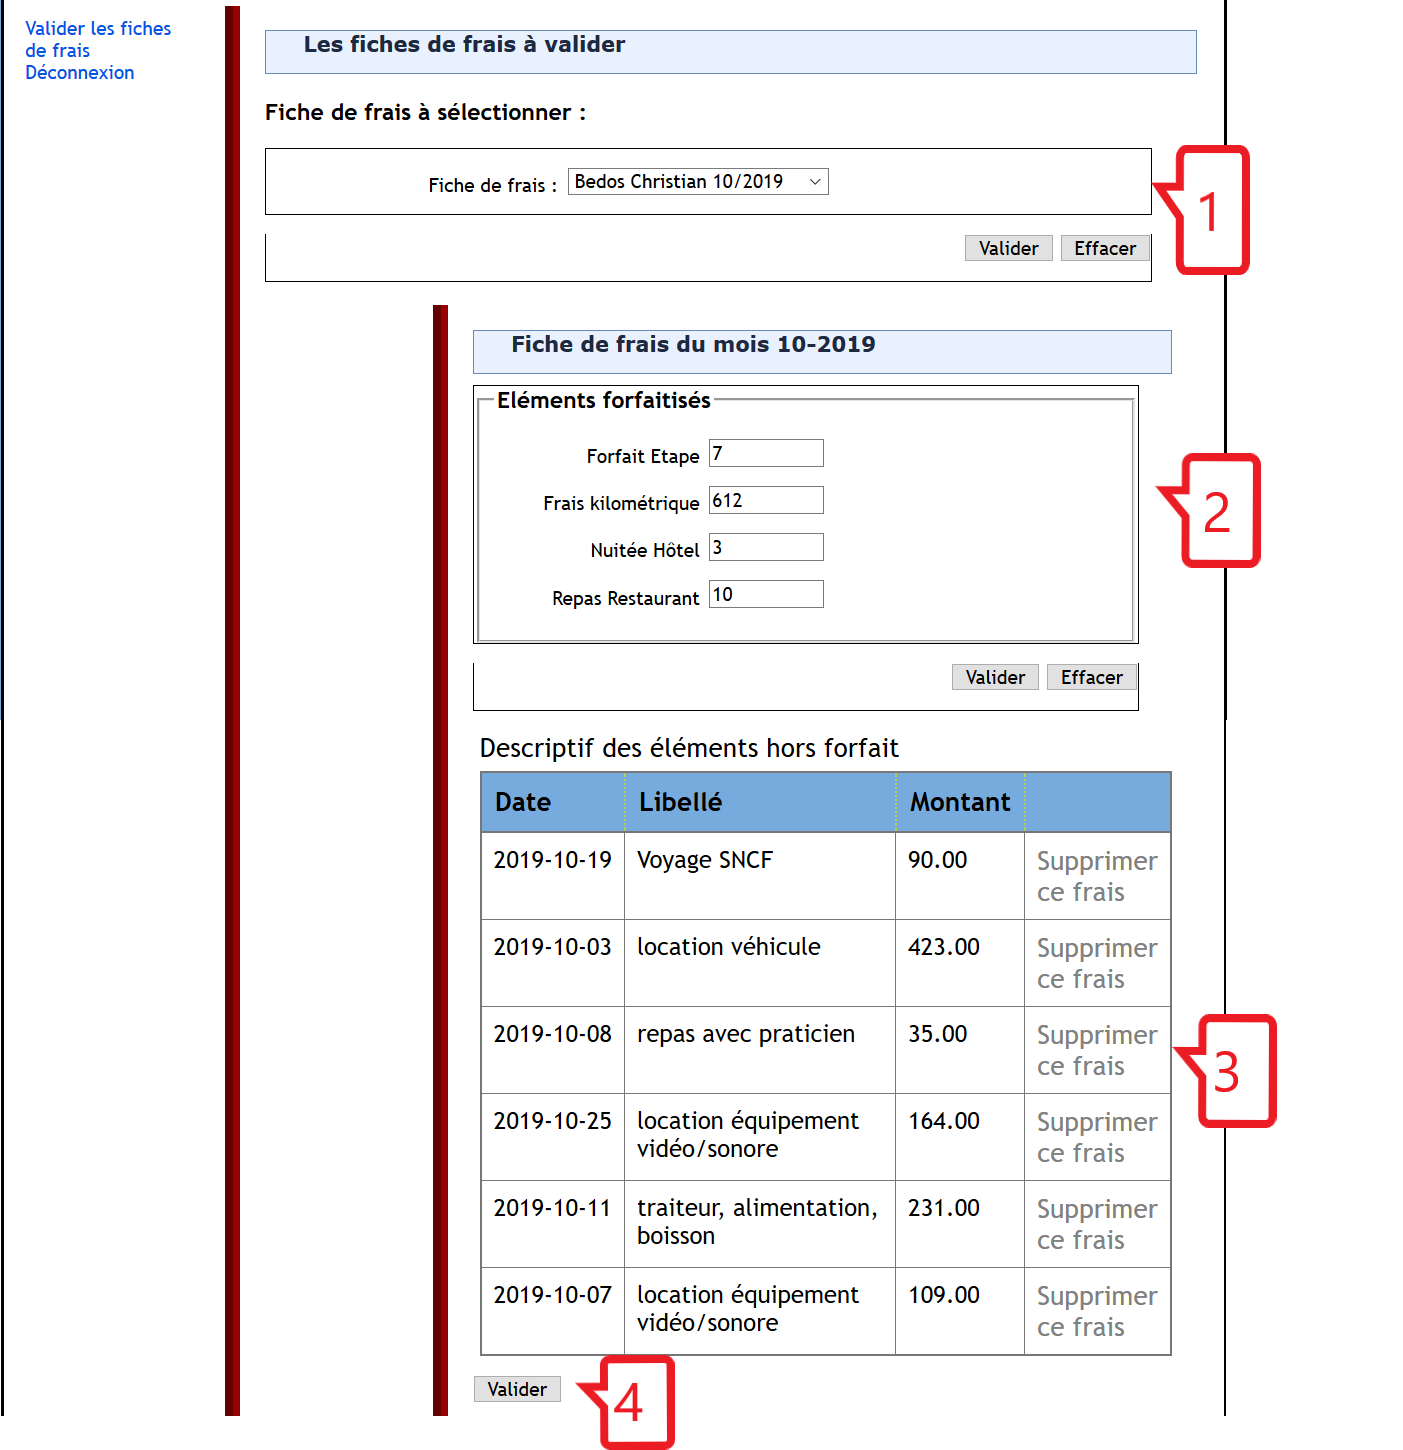 Valider les fiches
de frais
Déconnexion
Les fiches de frais à valider
Fiche de frais à sélectionner :
Fiche de frais : Bedos Christian 10/2019
1
Valider Effacer
Fiche de frais du mois 10-2019
Eléments forfaitisés
Forfait Etape 7
Frais kilométrique 612
2
Nuitée Hôtel 3
Repas Restaurant 10
Valider Effacer
Descriptif des éléments hors forfait
Date Libellé Montant
2019-10-19 Voyage SNCF 90.00 Supprimer
ce frais
2019-10-03 location véhicule 423.00 Supprimer
ce frais
2019-10-08 repas avec praticien 35.00 Supprimer
ce frais
3
2019-10-25 location équipement 164.00 Supprimer
vidéo/sonore ce frais
2019-10-11 traiteur, alimentation, 231.00 Supprimer
boisson ce frais
2019-10-07 location équipement 109.00 Supprimer
vidéo/sonore ce frais
Valider
4